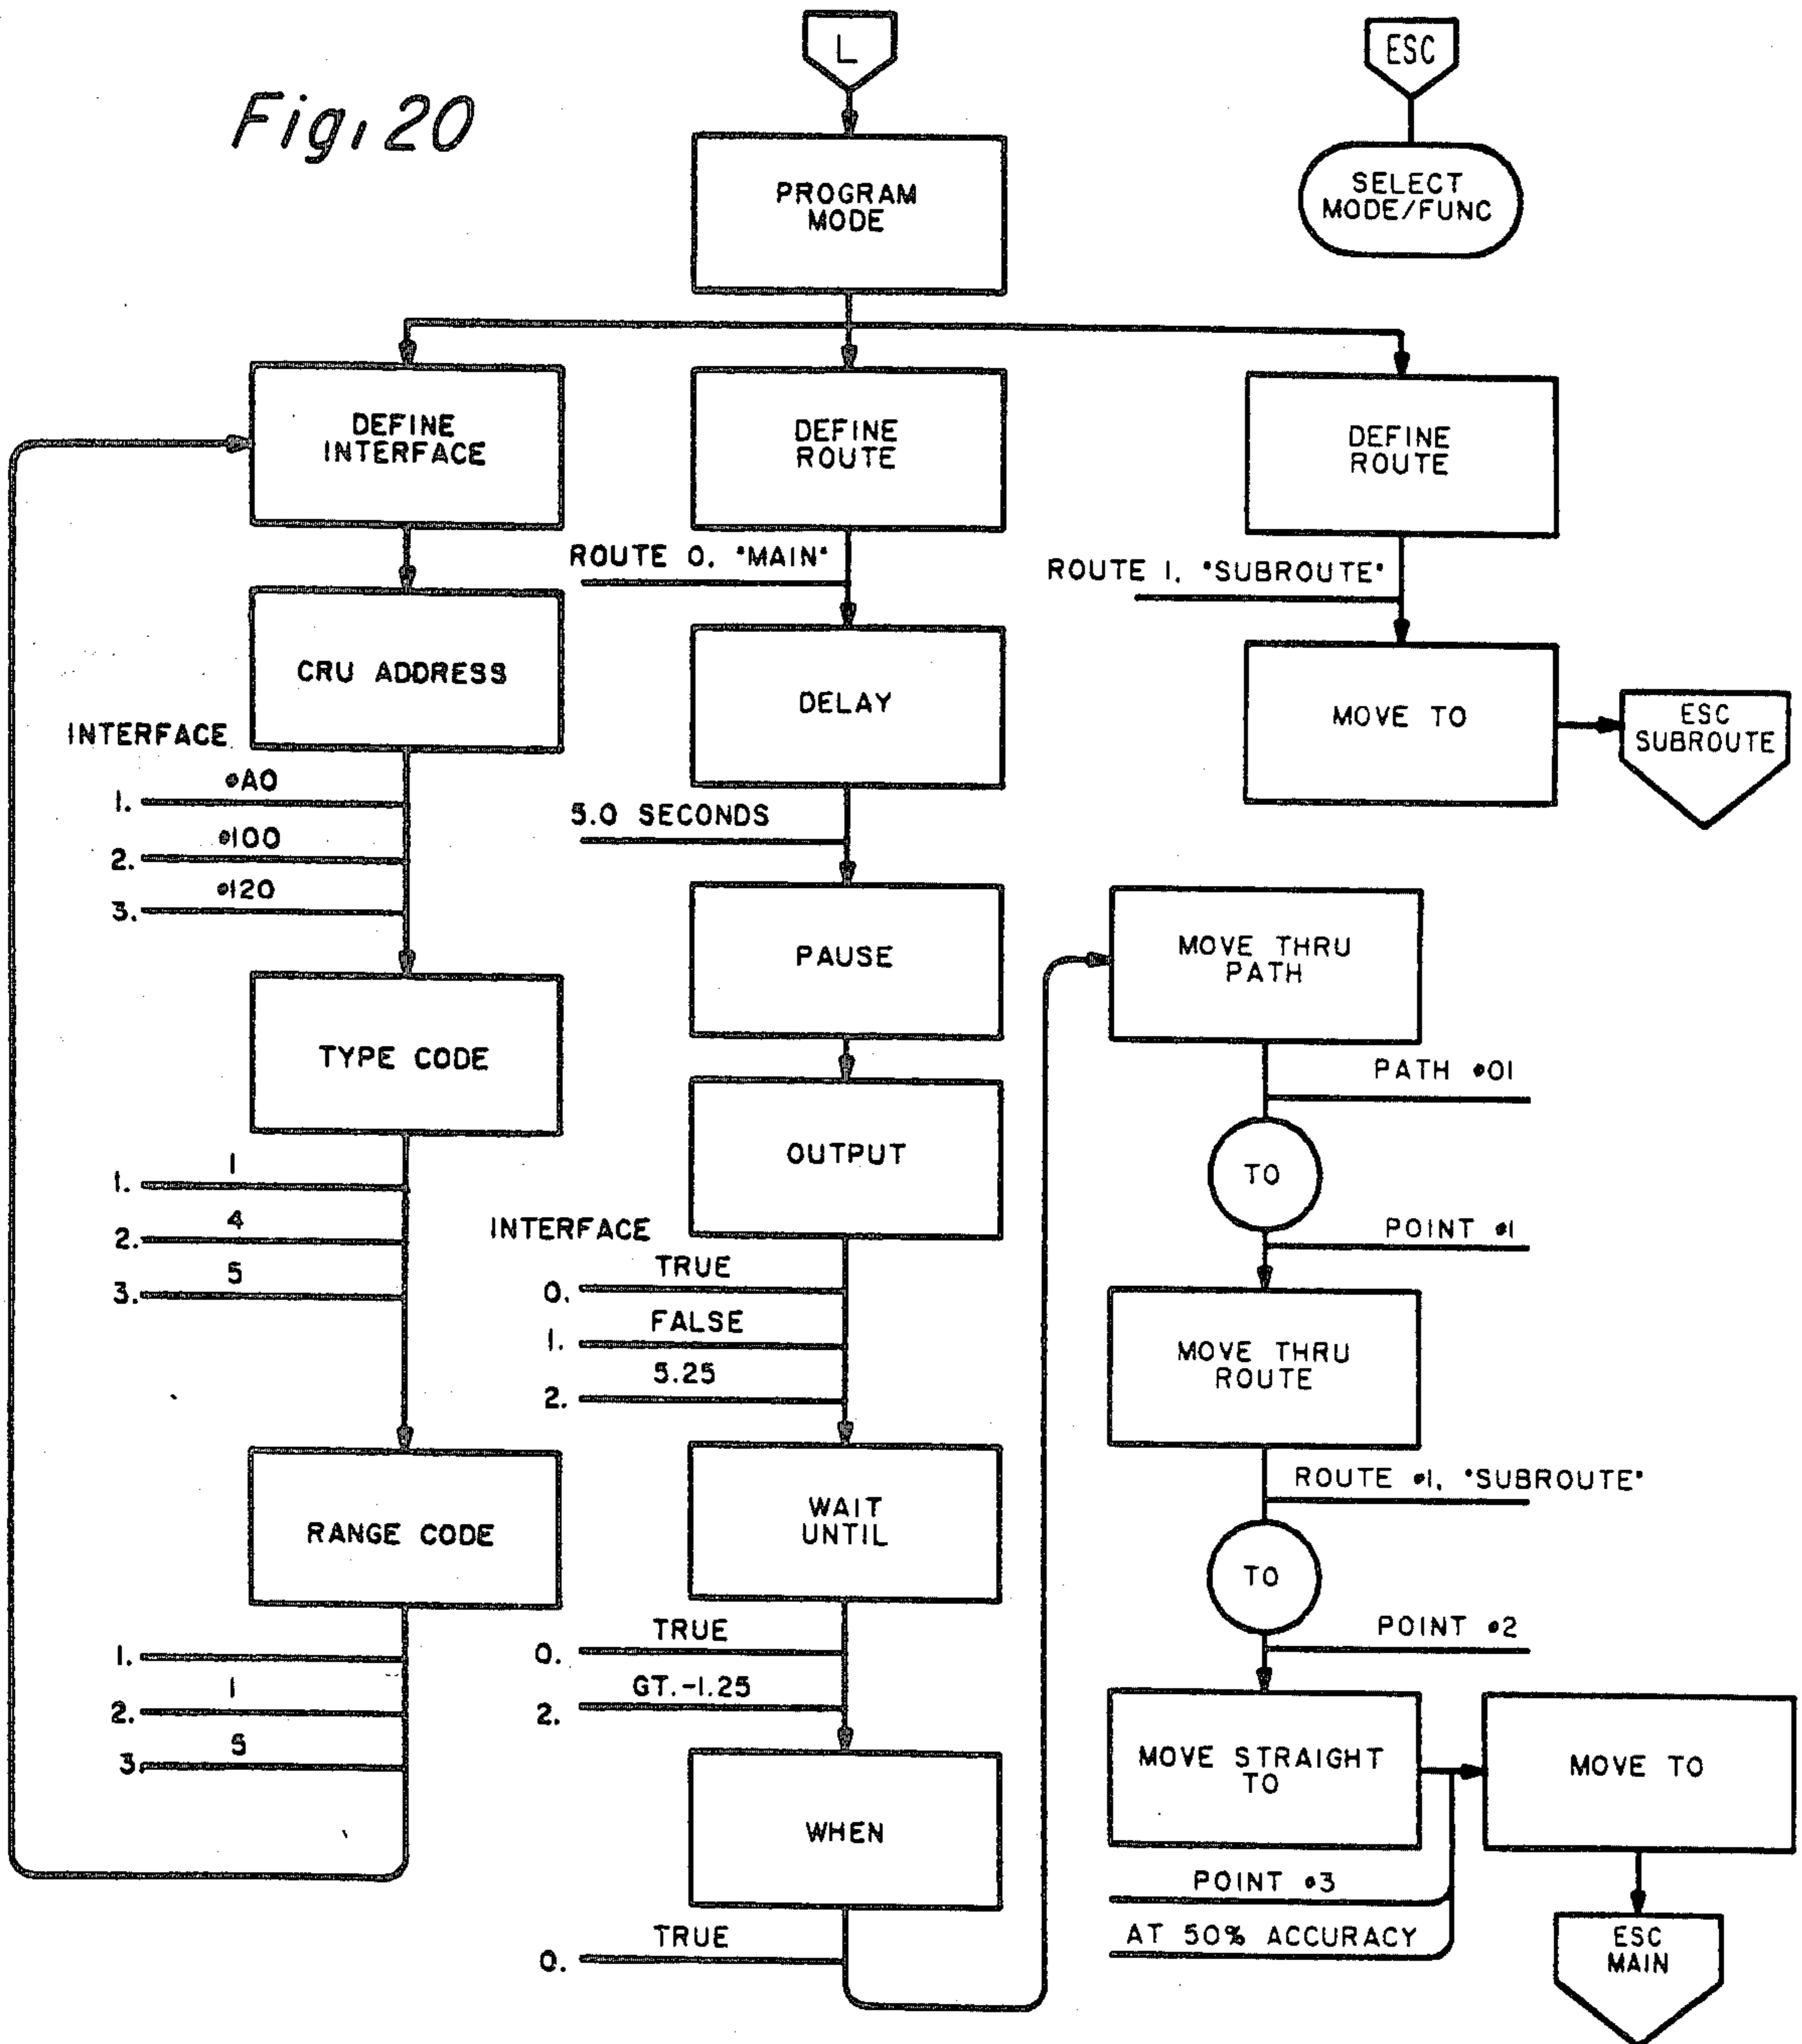 Fig. 20
L
ESC
PROGRAM
MODE
SELECT
MODE/FUNC
DEFINE
INTERFACE
CRU ADDRESS
INTERFACE
1. #A0
2. #100
3. #120
TYPE CODE
1. 1
2. 4
3. 5
RANGE CODE
1.
2. 1
3. 5
DEFINE
ROUTE
ROUTE 0, "MAIN"
DELAY
5.0 SECONDS
PAUSE
OUTPUT
INTERFACE
0. TRUE
1. FALSE
2. 5.25
WAIT
UNTIL
0. TRUE
2. GT.-1.25
WHEN
0. TRUE
DEFINE
ROUTE
ROUTE 1, "SUBROUTE"
MOVE TO
ESC
SUBROUTE
MOVE THRU
PATH
PATH #01
TO
POINT #1
MOVE THRU
ROUTE
ROUTE #1, "SUBROUTE"
TO
POINT #2
MOVE STRAIGHT
TO
POINT #3
AT 50% ACCURACY
MOVE TO
ESC
MAIN